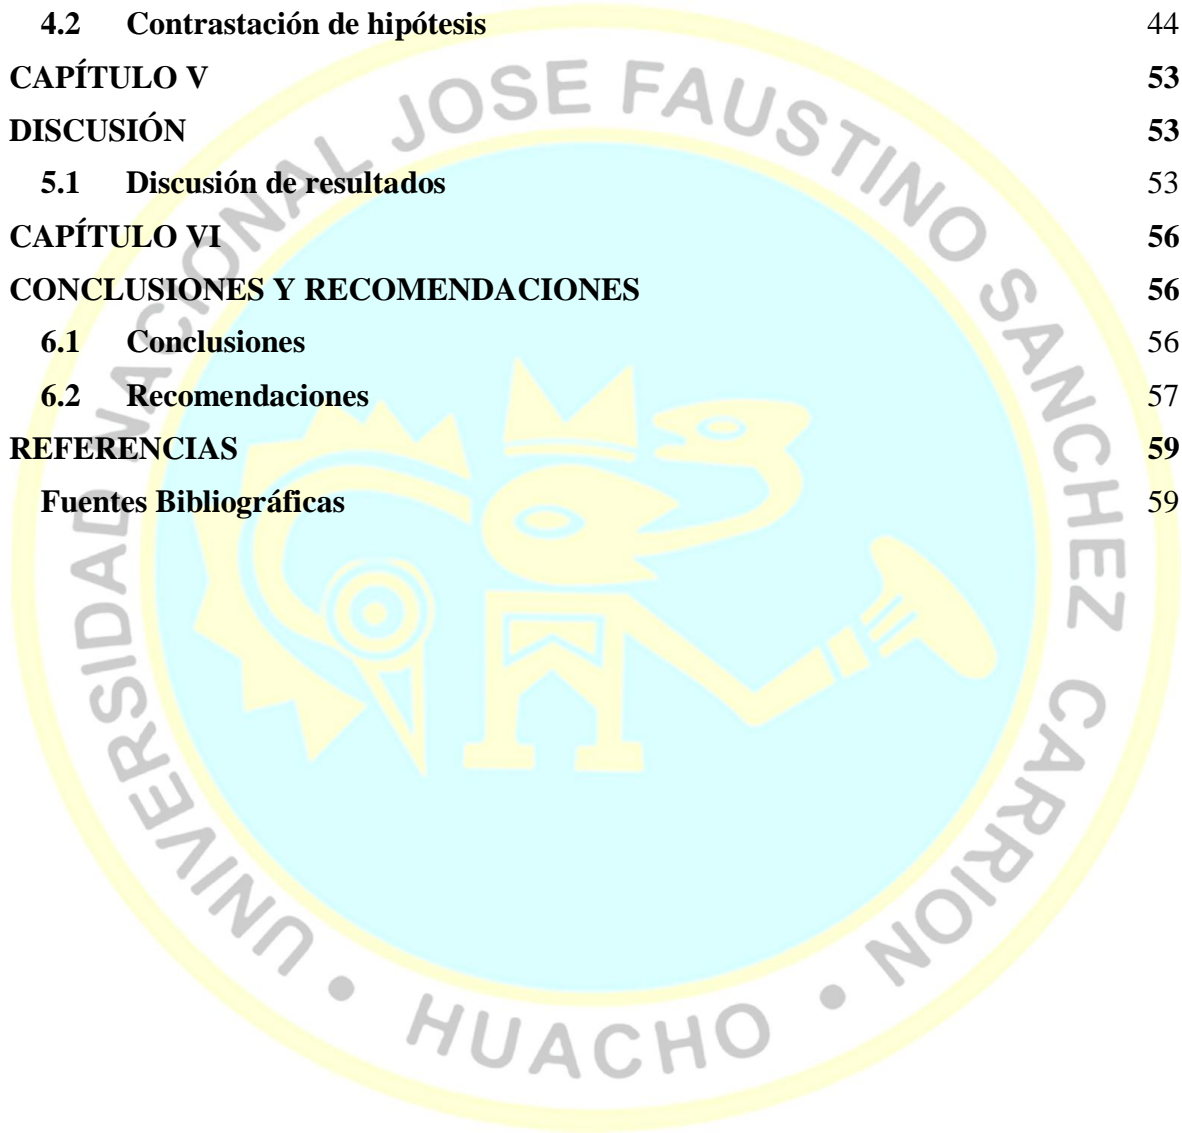 4.2 Contrastación de hipótesis 44
CAPÍTULO V 53
DISCUSIÓN 53
5.1 Discusión de resultados 53
CAPÍTULO VI 56
CONCLUSIONES Y RECOMENDACIONES 56
6.1 Conclusiones 56
6.2 Recomendaciones 57
REFERENCIAS 59
Fuentes Bibliográficas 59
UNIVERSIDAD NACIONAL JOSE FAUSTINO SANCHEZ CARRION • HUACHO •